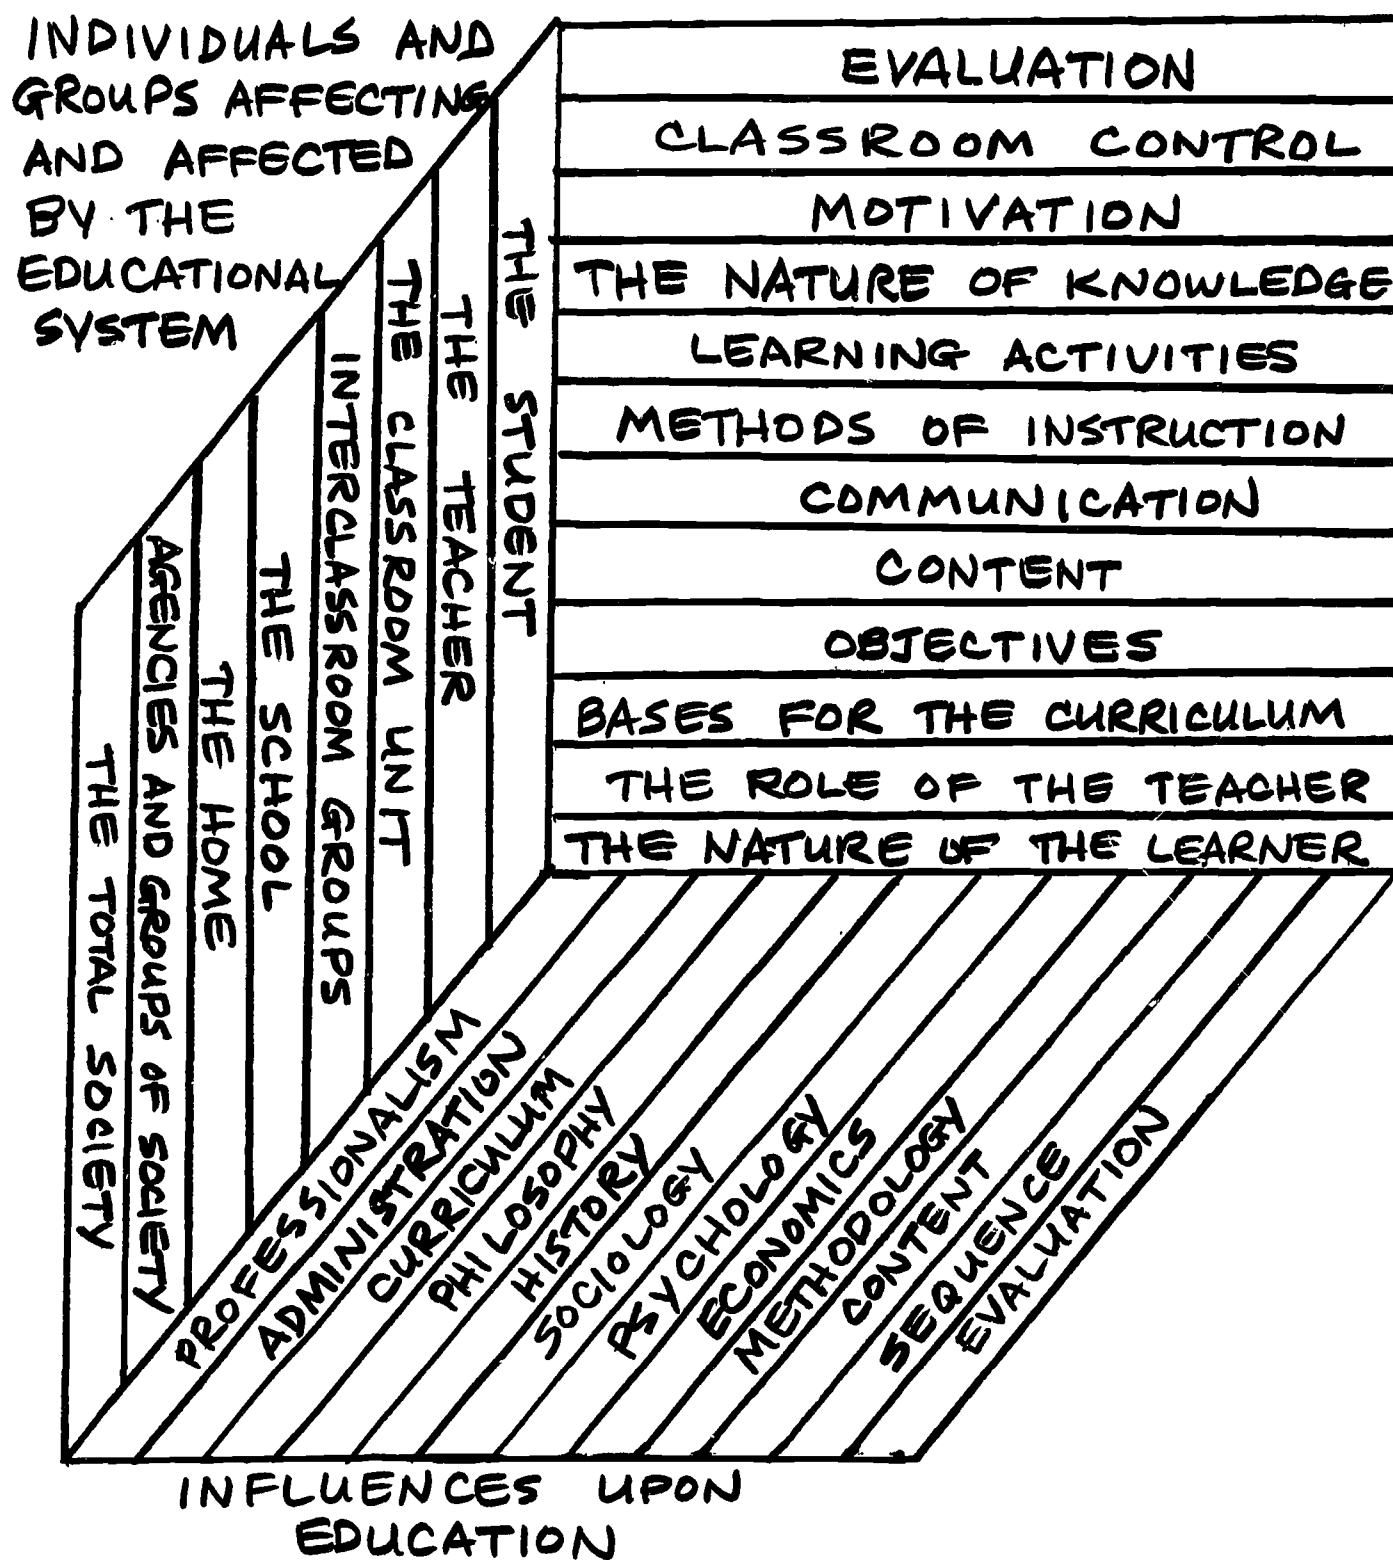 INDIVIDUALS AND
GROUPS AFFECTING
AND AFFECTED
BY THE
EDUCATIONAL
SYSTEM
EVALUATION
CLASSROOM CONTROL
MOTIVATION
THE NATURE OF KNOWLEDGE
LEARNING ACTIVITIES
METHODS OF INSTRUCTION
COMMUNICATION
CONTENT
OBJECTIVES
BASES FOR THE CURRICULUM
THE ROLE OF THE TEACHER
THE NATURE OF THE LEARNER
THE TOTAL SOCIETY
AGENCIES AND GROUPS OF SOCIETY
THE HOME
THE SCHOOL
INTERCLASSROOM GROUPS
THE CLASSROOM UNIT
THE TEACHER
THE STUDENT
PROFESSIONALISM
ADMINISTRATION
CURRICULUM
PHILOSOPHY
HISTORY
SOCIOLOGY
PSYCHOLOGY
ECONOMICS
METHODOLOGY
CONTENT
SEQUENCE
EVALUATION
INFLUENCES UPON
EDUCATION